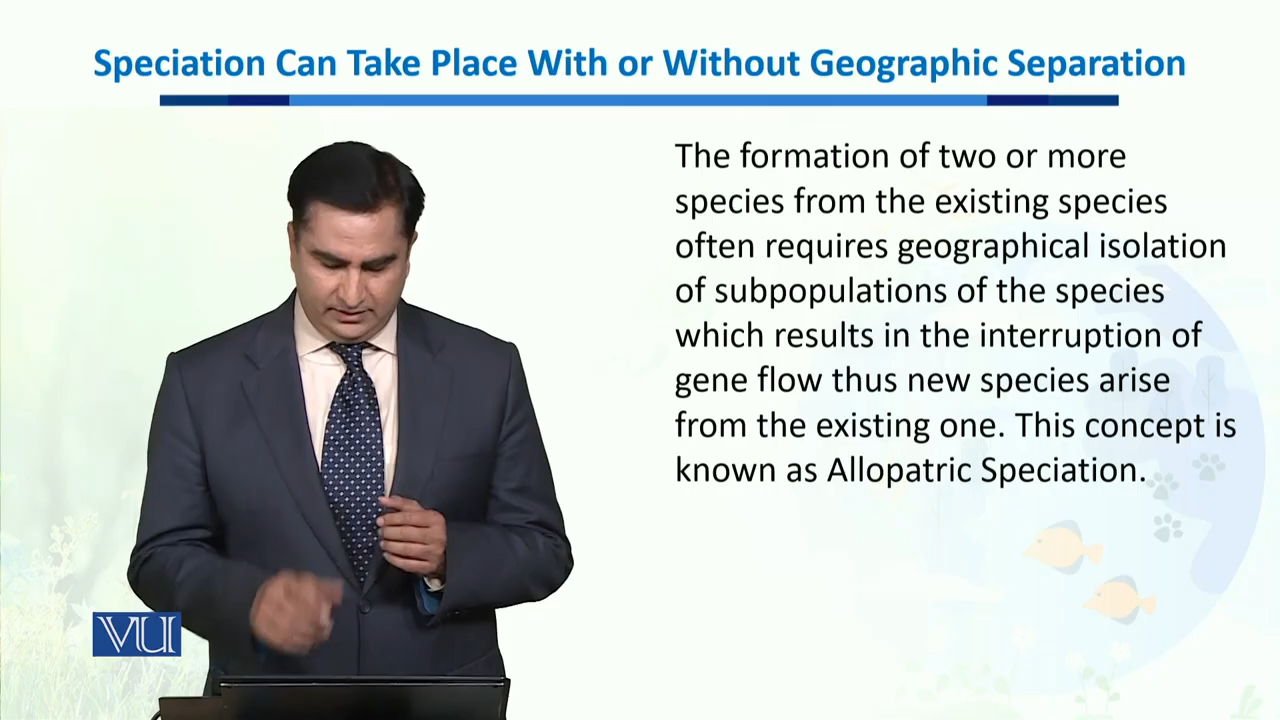 Speciation Can Take Place With or Without Geographic Separation
The formation of two or more
species from the existing species
often requires geographical isolation
of subpopulations of the species
which results in the interruption of
gene flow thus new species arise
from the existing one. This concept is
known as Allopatric Speciation.
VU